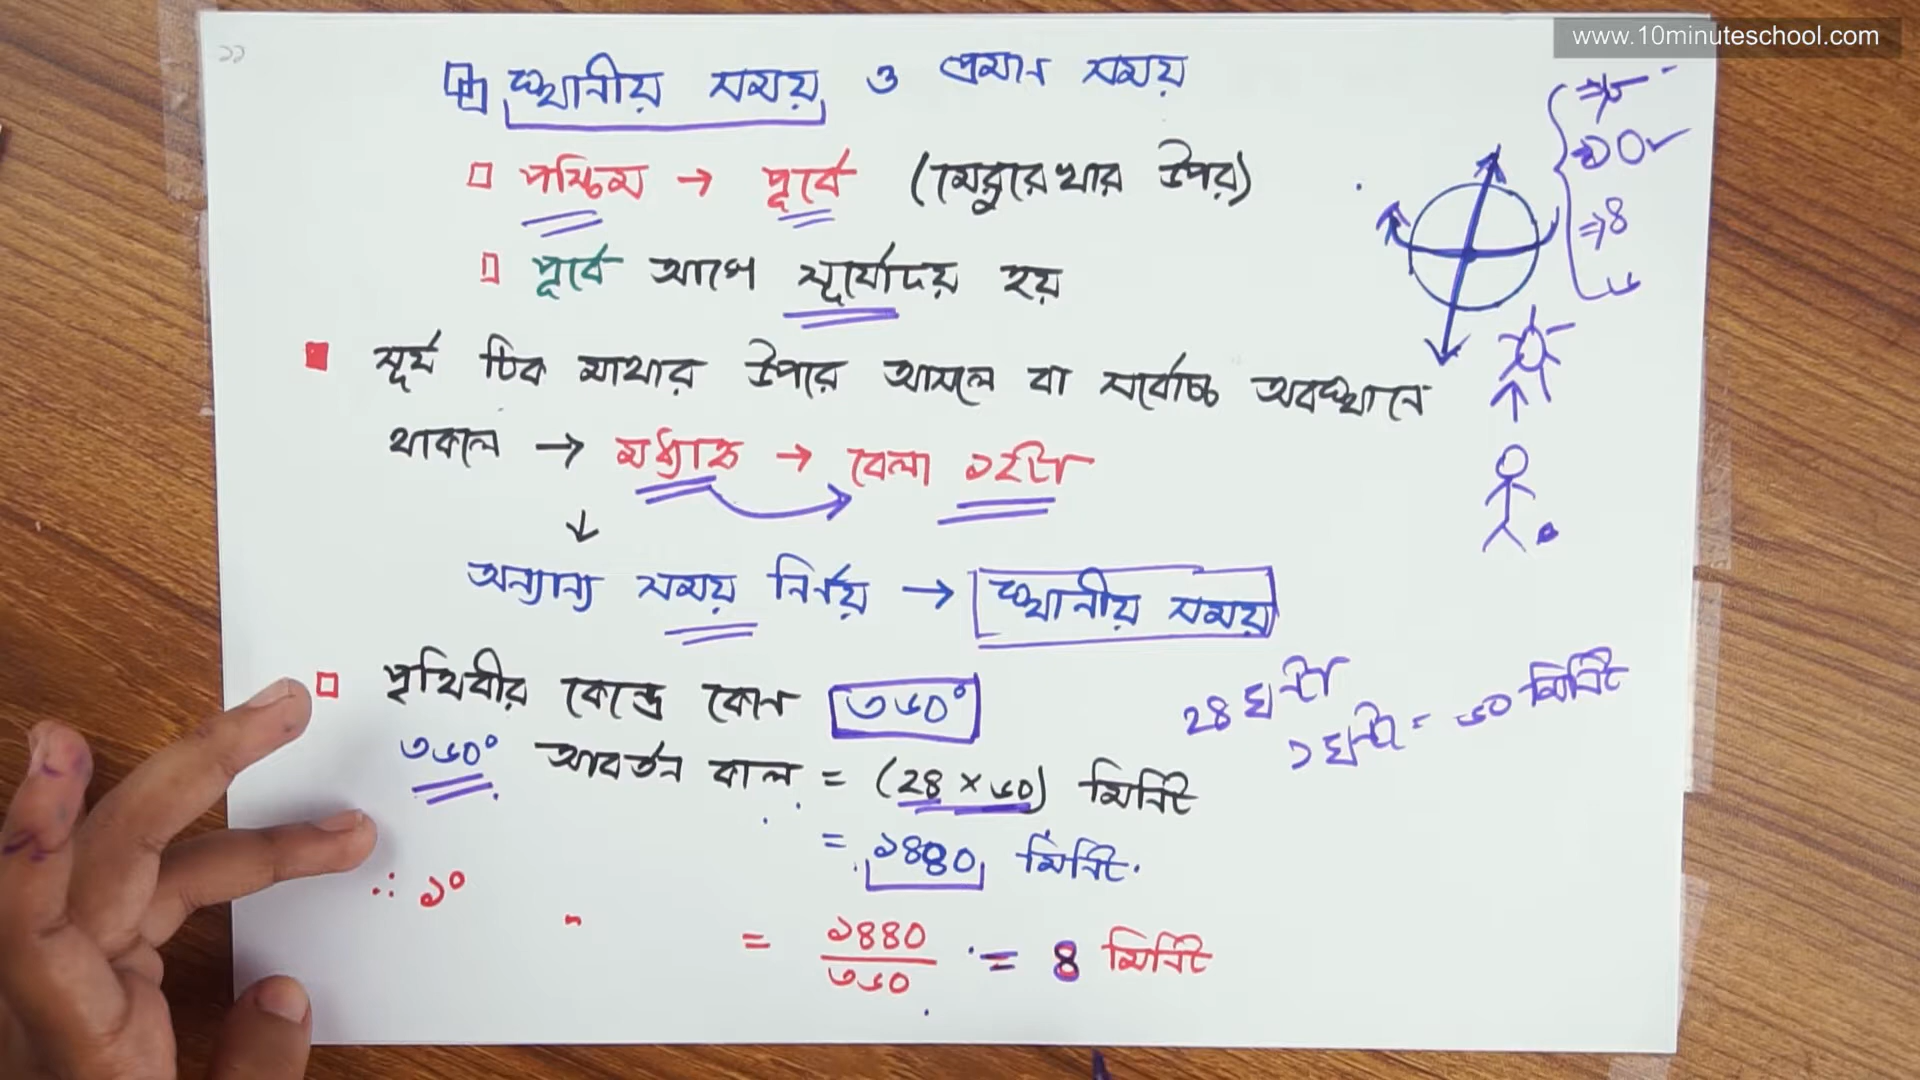 www.10minuteschool.com
১১
স্থানীয় সময় ও প্রমান সময়
পশ্চিম → পূর্বে (মেরুরেখার উপর)
পূর্বে আগে সূর্যোদয় হয়
সূর্য ঠিক মাথার উপরে আসলে বা সর্বোচ্চ অবস্থানে
থাকলে → মধ্যাহ্ন → বেলা ১২টা
↓
অন্যান্য সময় নির্ণয় → স্থানীয় সময়
পৃথিবীর কেন্দ্রে কোন ৩৬০°
৩৬০° আবর্তন কাল = (২৪ × ৬০) মিনিট
= ১৪৪০ মিনিট
∴ ১° " = ১৪৪০/৩৬০ = ৪ মিনিট
২৪ ঘন্টা
১ ঘন্টা = ৬০ মিনিট
⇒ ৪